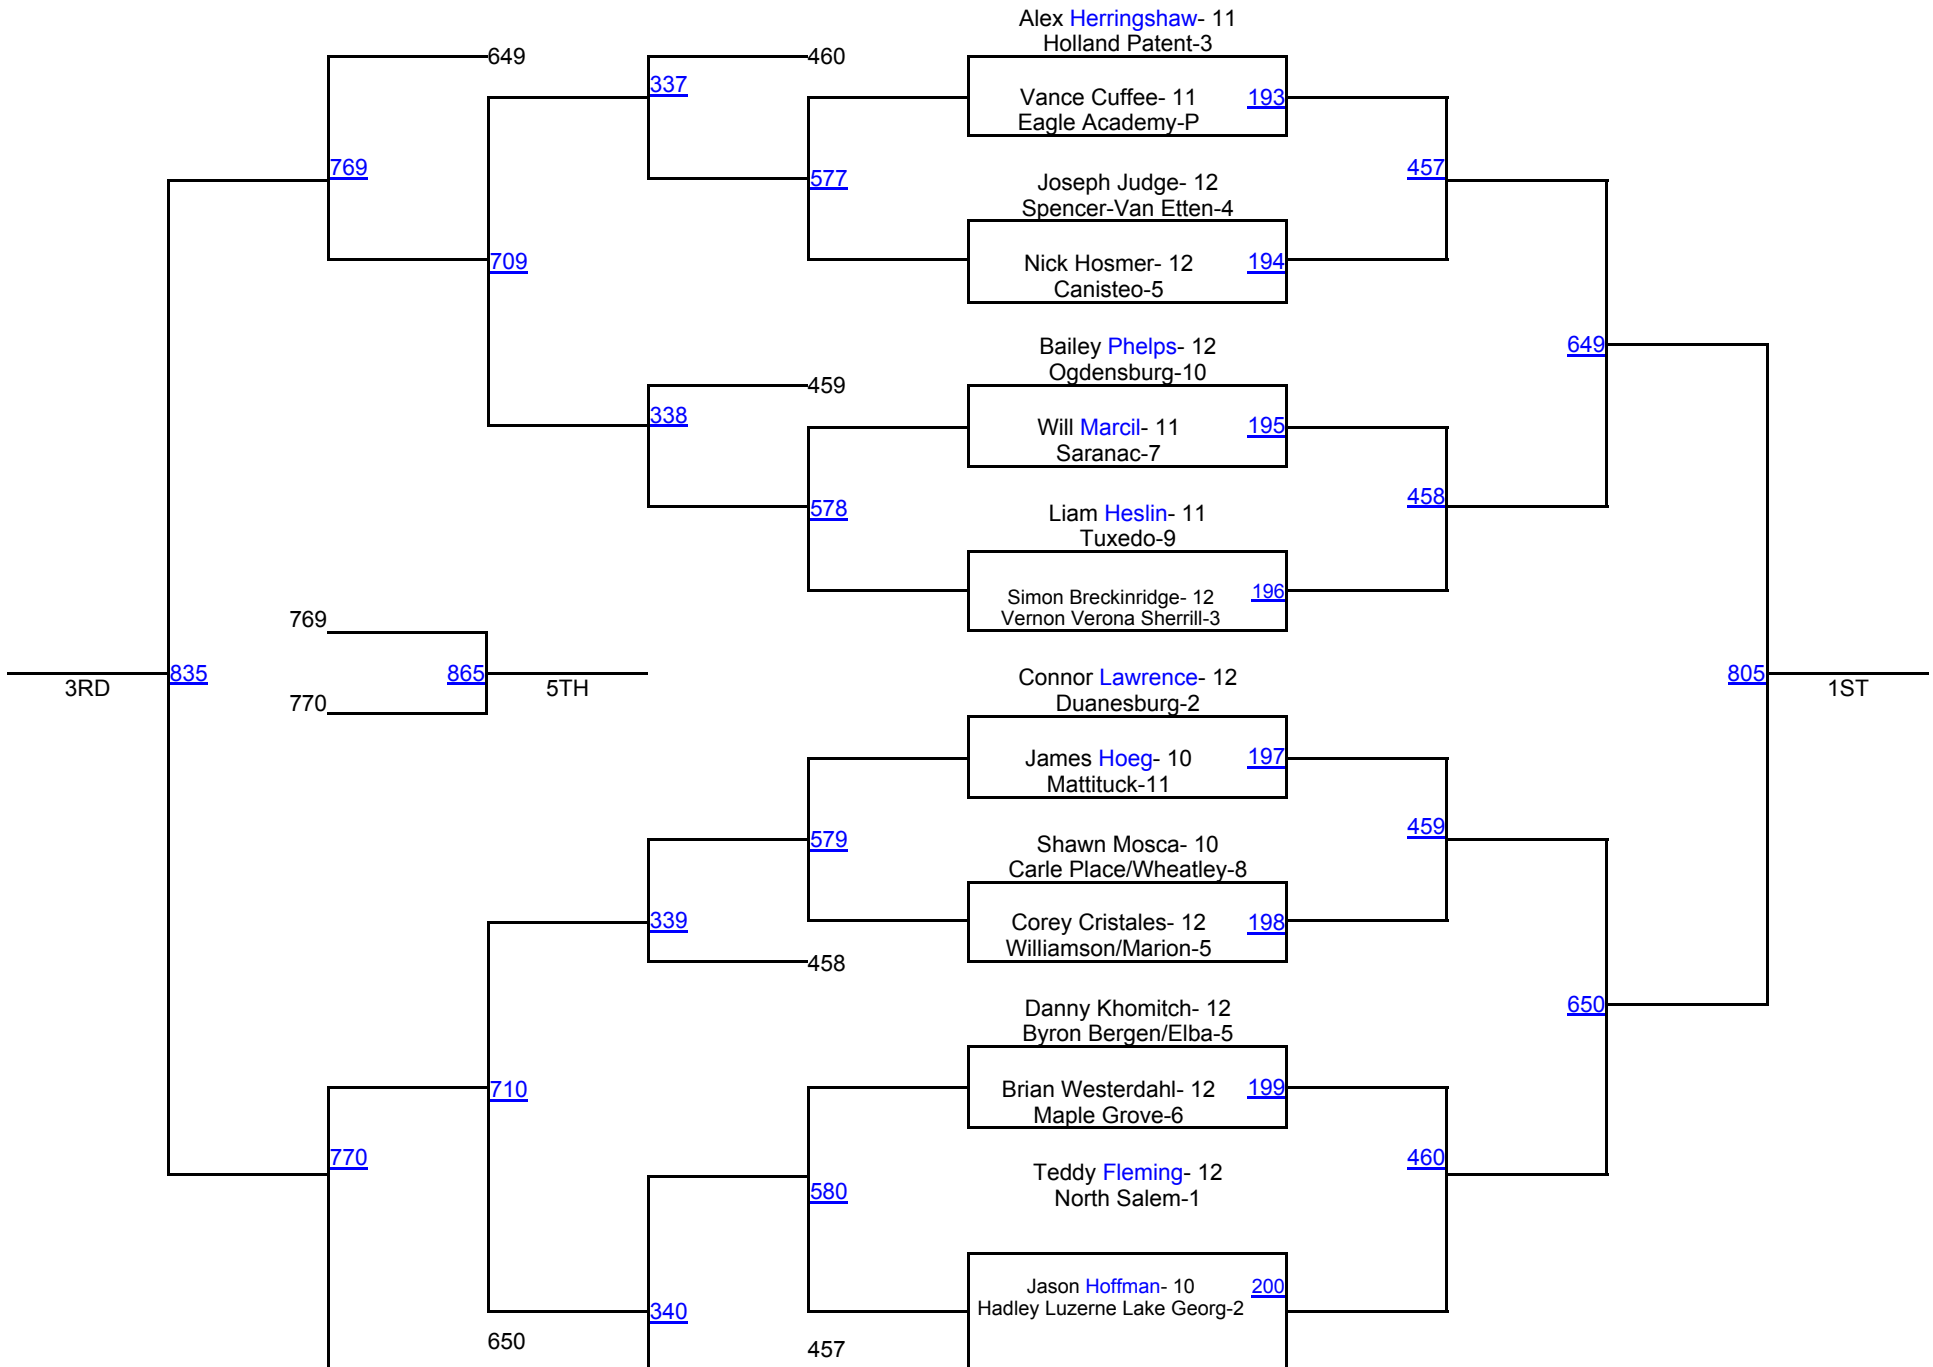 Alex Herringshaw- 11
Holland Patent-3
649
460
337
Vance Cuffee- 11
193
Eagle Academy-P
769
577
457
Joseph Judge- 12
Spencer-Van Etten-4
709
Nick Hosmer- 12
194
Canisteo-5
Bailey Phelps- 12
649
Ogdensburg-10
459
338
Will Marcil- 11
195
Saranac-7
578
458
Liam Heslin- 11
Tuxedo-9
Simon Breckinridge- 12
196
Vernon Verona Sherrill-3
769
3RD
835
865
5TH
770
Connor Lawrence- 12
Duanesburg-2
805
1ST
James Hoeg- 10
197
Mattituck-11
579
459
Shawn Mosca- 10
Carle Place/Wheatley-8
339
Corey Cristales- 12
198
Williamson/Marion-5
458
Danny Khomitch- 12
650
Byron Bergen/Elba-5
710
Brian Westerdahl- 12
199
Maple Grove-6
770
460
Teddy Fleming- 12
580
North Salem-1
Jason Hoffman- 10
200
Hadley Luzerne Lake Georg-2
340
650
457